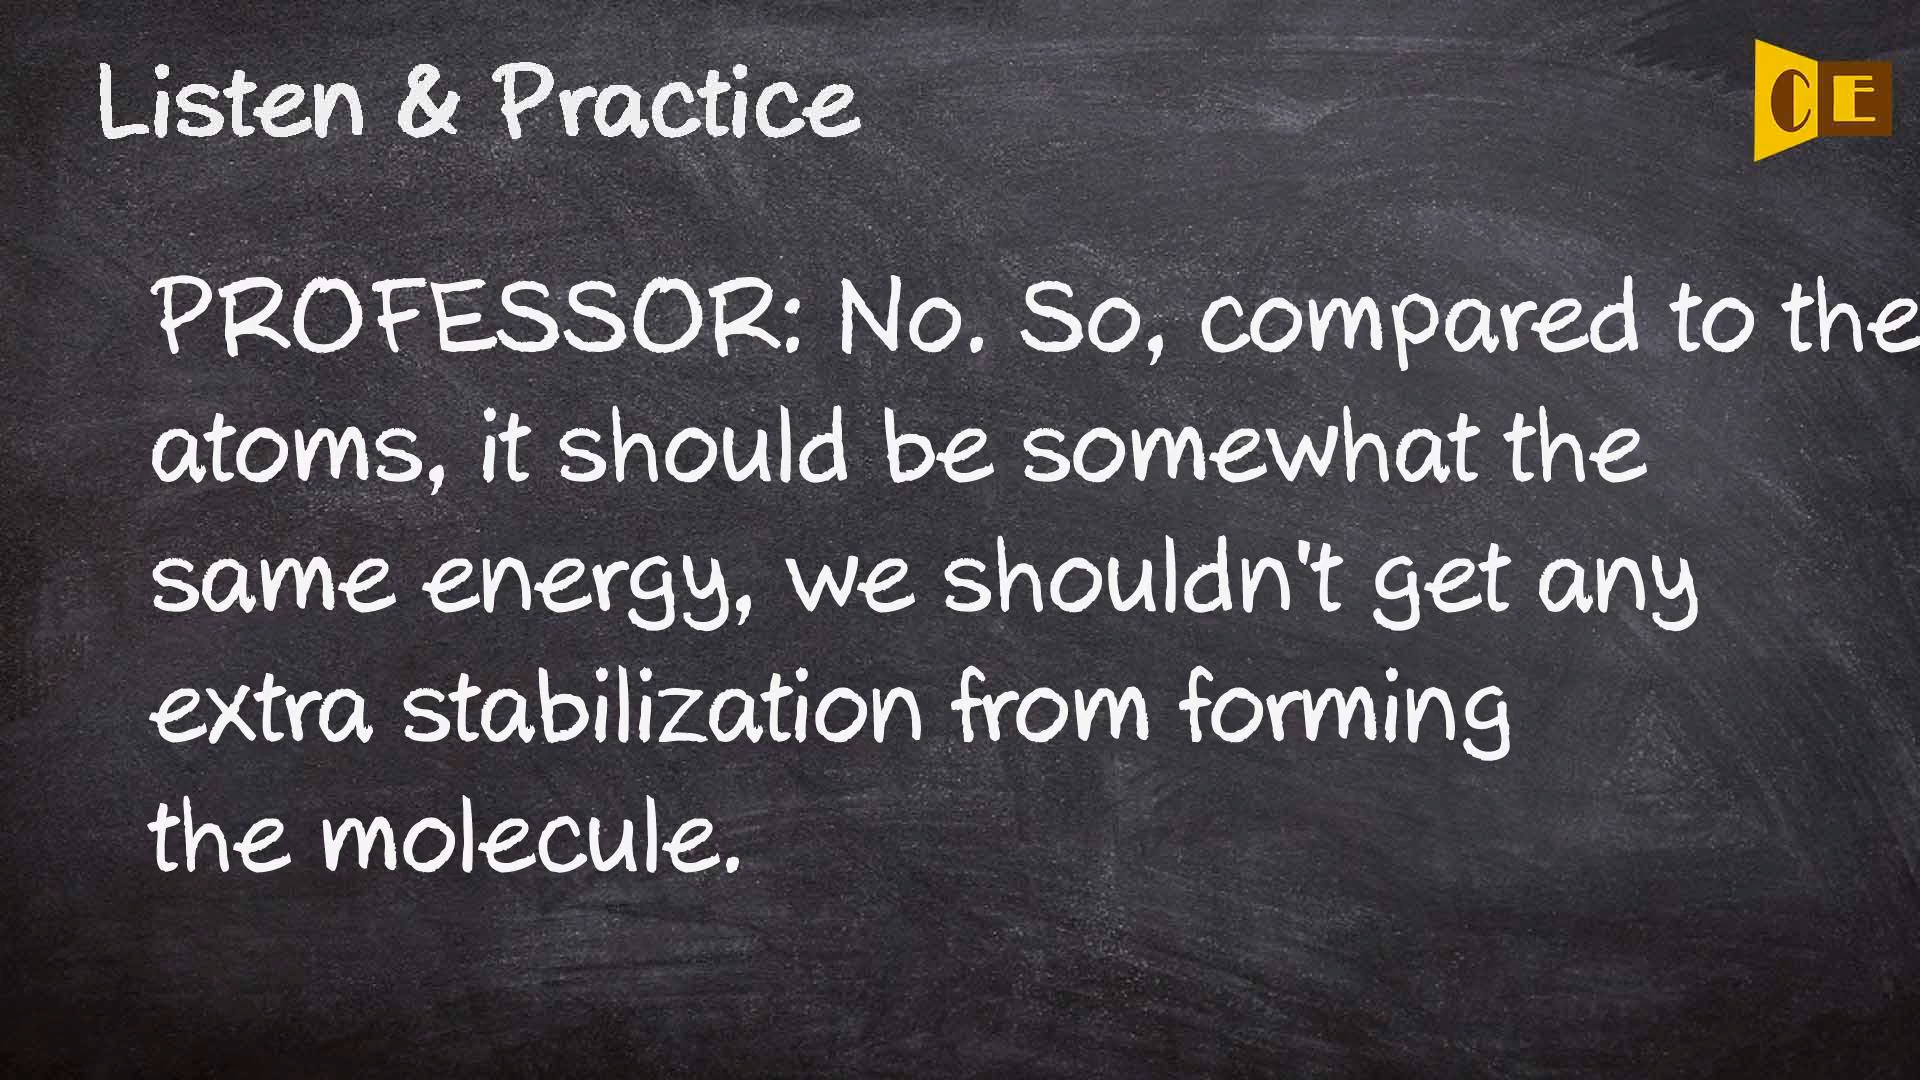 Listen & Practice
CE
PROFESSOR: No. So, compared to the
atoms, it should be somewhat the
same energy, we shouldn't get any
extra stabilization from forming
the molecule.